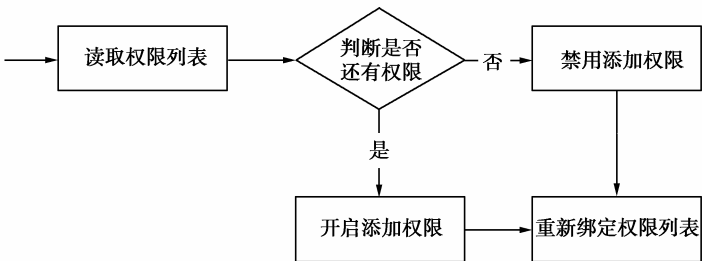 读取权限列表
判断是否
还有权限
否
禁用添加权限
是
开启添加权限
重新绑定权限列表